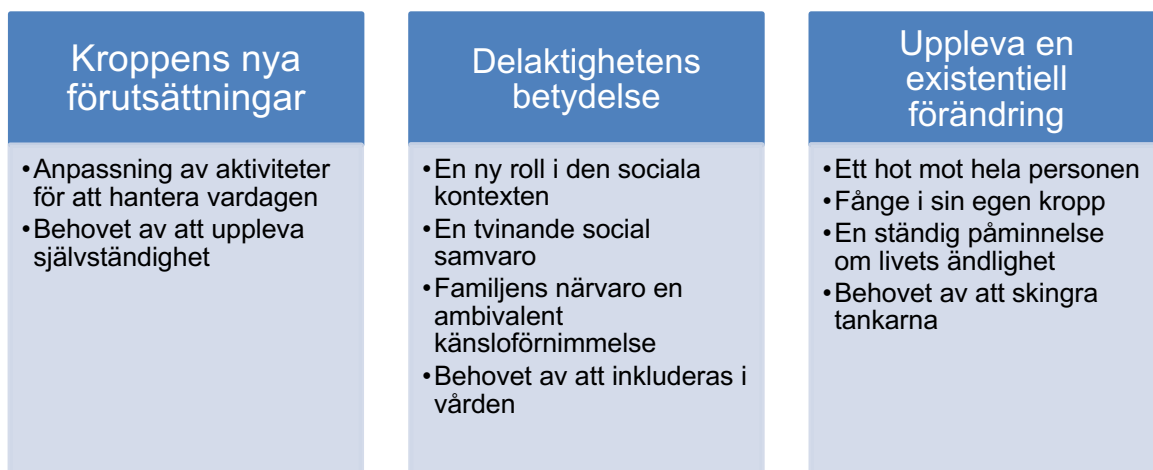 Kroppens nya
förutsättningar
•Anpassning av aktiviteter
för att hantera vardagen
•Behovet av att uppleva
självständighet
Delaktighetens
betydelse
•En ny roll i den sociala
kontexten
•En tvinande social
samvaro
•Familjens närvaro en
ambivalent
känsloförnimmelse
•Behovet av att inkluderas i
vården
Uppleva en
existentiell
förändring
•Ett hot mot hela personen
•Fånge i sin egen kropp
•En ständig påminnelse
om livets ändlighet
•Behovet av att skingra
tankarna